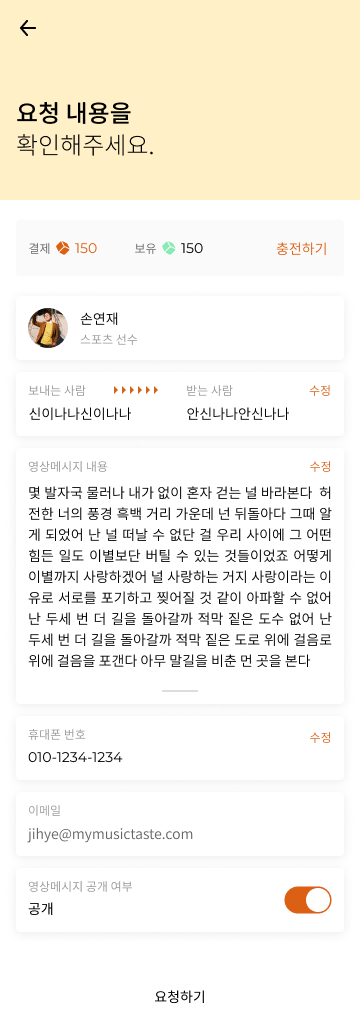 요청 내용을
확인해주세요.
결제 150 보유 150 충전하기
손연재
스포츠 선수
보내는 사람 받는 사람 수정
신이나나신이나나 안신나나안신나나
영상메시지 내용 수정
몇 발자국 물러나 내가 없이 혼자 걷는 널 바라본다 허
전한 너의 풍경 흑백 거리 가운데 넌 뒤돌아다 그때 알
게 되었어 난 널 떠날 수 없단 걸 우리 사이에 그 어떤
힘든 일도 이별보단 버틸 수 있는 것들이었죠 어떻게
이별까지 사랑하겠어 널 사랑하는 거지 사랑이라는 이
유로 서로를 포기하고 찢어질 것 같이 아파할 수 없어
난 두세 번 더 길을 돌아갈까 적막 짙은 도수 없어 난
두세 번 더 길을 돌아갈까 적막 짙은 도로 위에 걸음로
위에 걸음을 포갠다 아무 말길을 비춘 먼 곳을 본다
휴대폰 번호 수정
010-1234-1234
이메일
jihye@mymusictaste.com
영상메시지 공개 여부
공개
요청하기